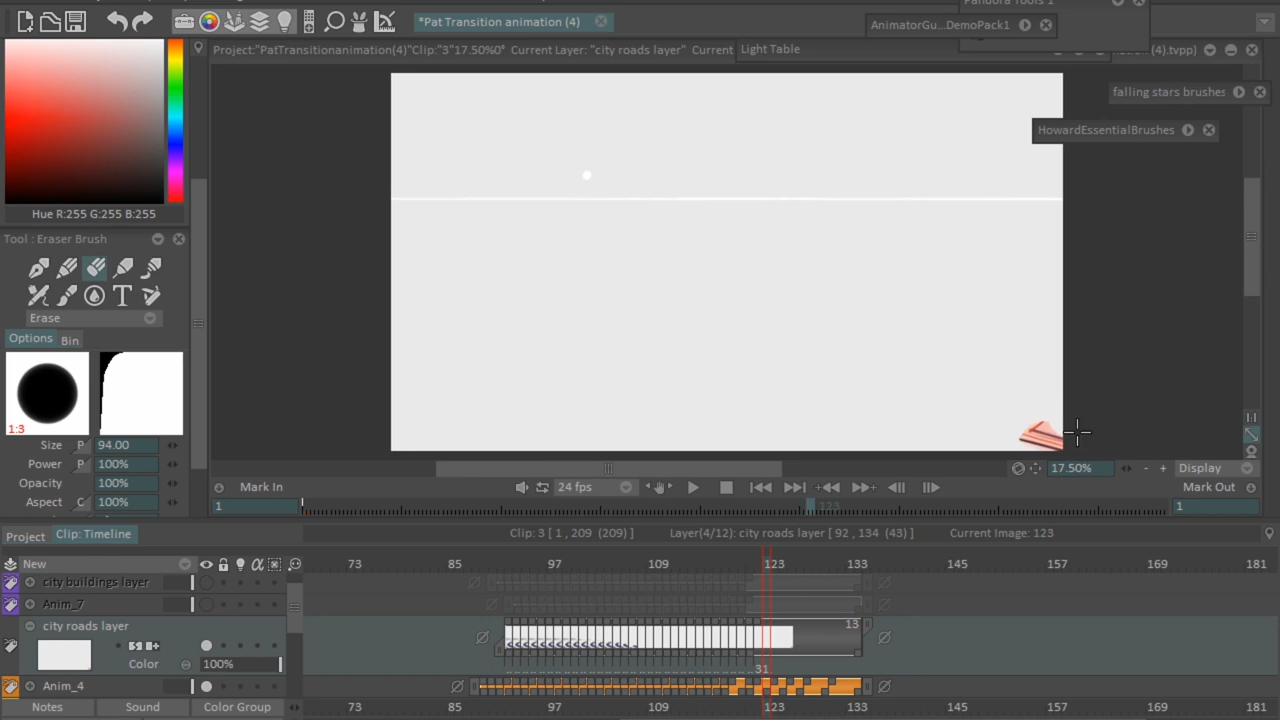 Pandora Tools 1
*Pat Transition animation (4)
AnimatorGu...DemoPack1
Project:"PatTransitionanimation(4)"Clip:"3"17.50%0° Current Layer: "city roads layer" Current
Light Table
(4).tvpp)
falling stars brushes
HowardEssentialBrushes
Hue R:255 G:255 B:255
Tool : Eraser Brush
Erase
Options Bin
1:3
Size P 94.00
Power P 100%
Opacity 100%
Aspect C 100%
1:1
17.50% - + Display
Mark In 24 fps Mark Out
1 123 1
Project Clip: Timeline Clip: 3 [ 1 , 209 (209) ] Layer(4/12): city roads layer [ 92 , 134 (43) ] Current Image: 123
New 73 85 97 109 123 133 145 157 169 181
city buildings layer
Anim_7
city roads layer 13
Color 100%
31
Anim_4
Notes Sound Color Group 73 85 97 109 123 133 145 157 169 181